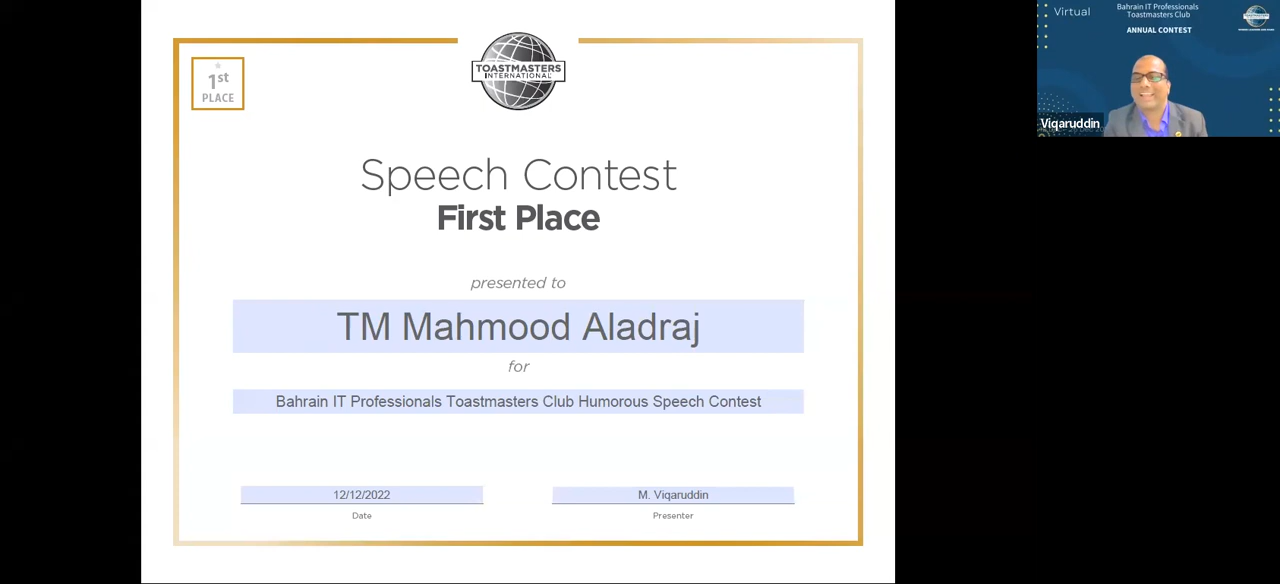 1st
PLACE
TOASTMASTERS
INTERNATIONAL
Speech Contest
First Place
presented to
TM Mahmood Aladraj
for
Bahrain IT Professionals Toastmasters Club Humorous Speech Contest
12/12/2022
M. Viqaruddin
Date
Presenter
Virtual
Bahrain IT Professionals
Toastmasters Club
ANNUAL CONTEST
TOASTMASTERS
Viqaruddin